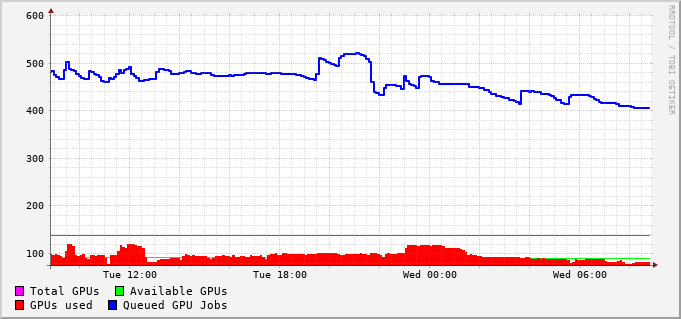 600
RRDTOOL / TOBI OETIKER
500
400
300
200
100
Tue 12:00 Tue 18:00 Wed 00:00 Wed 06:00
Total GPUs Available GPUs
GPUs used Queued GPU Jobs